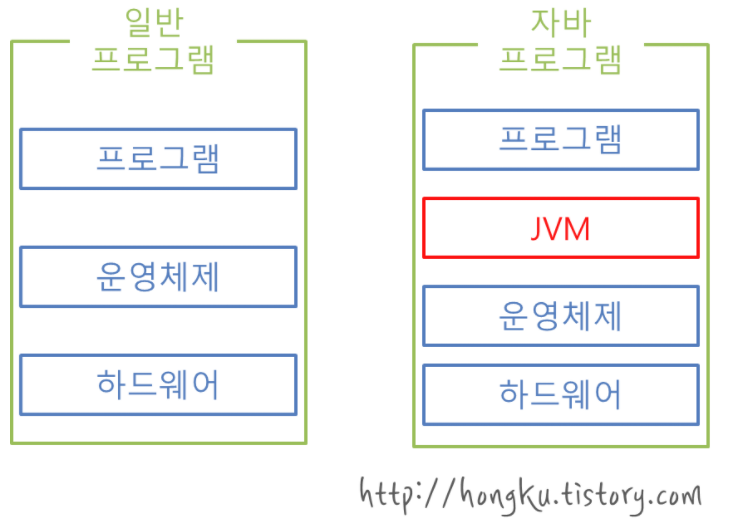 일반
프로그램
프로그램
운영체제
하드웨어
자바
프로그램
프로그램
JVM
운영체제
하드웨어
http://hongku.tistory.com